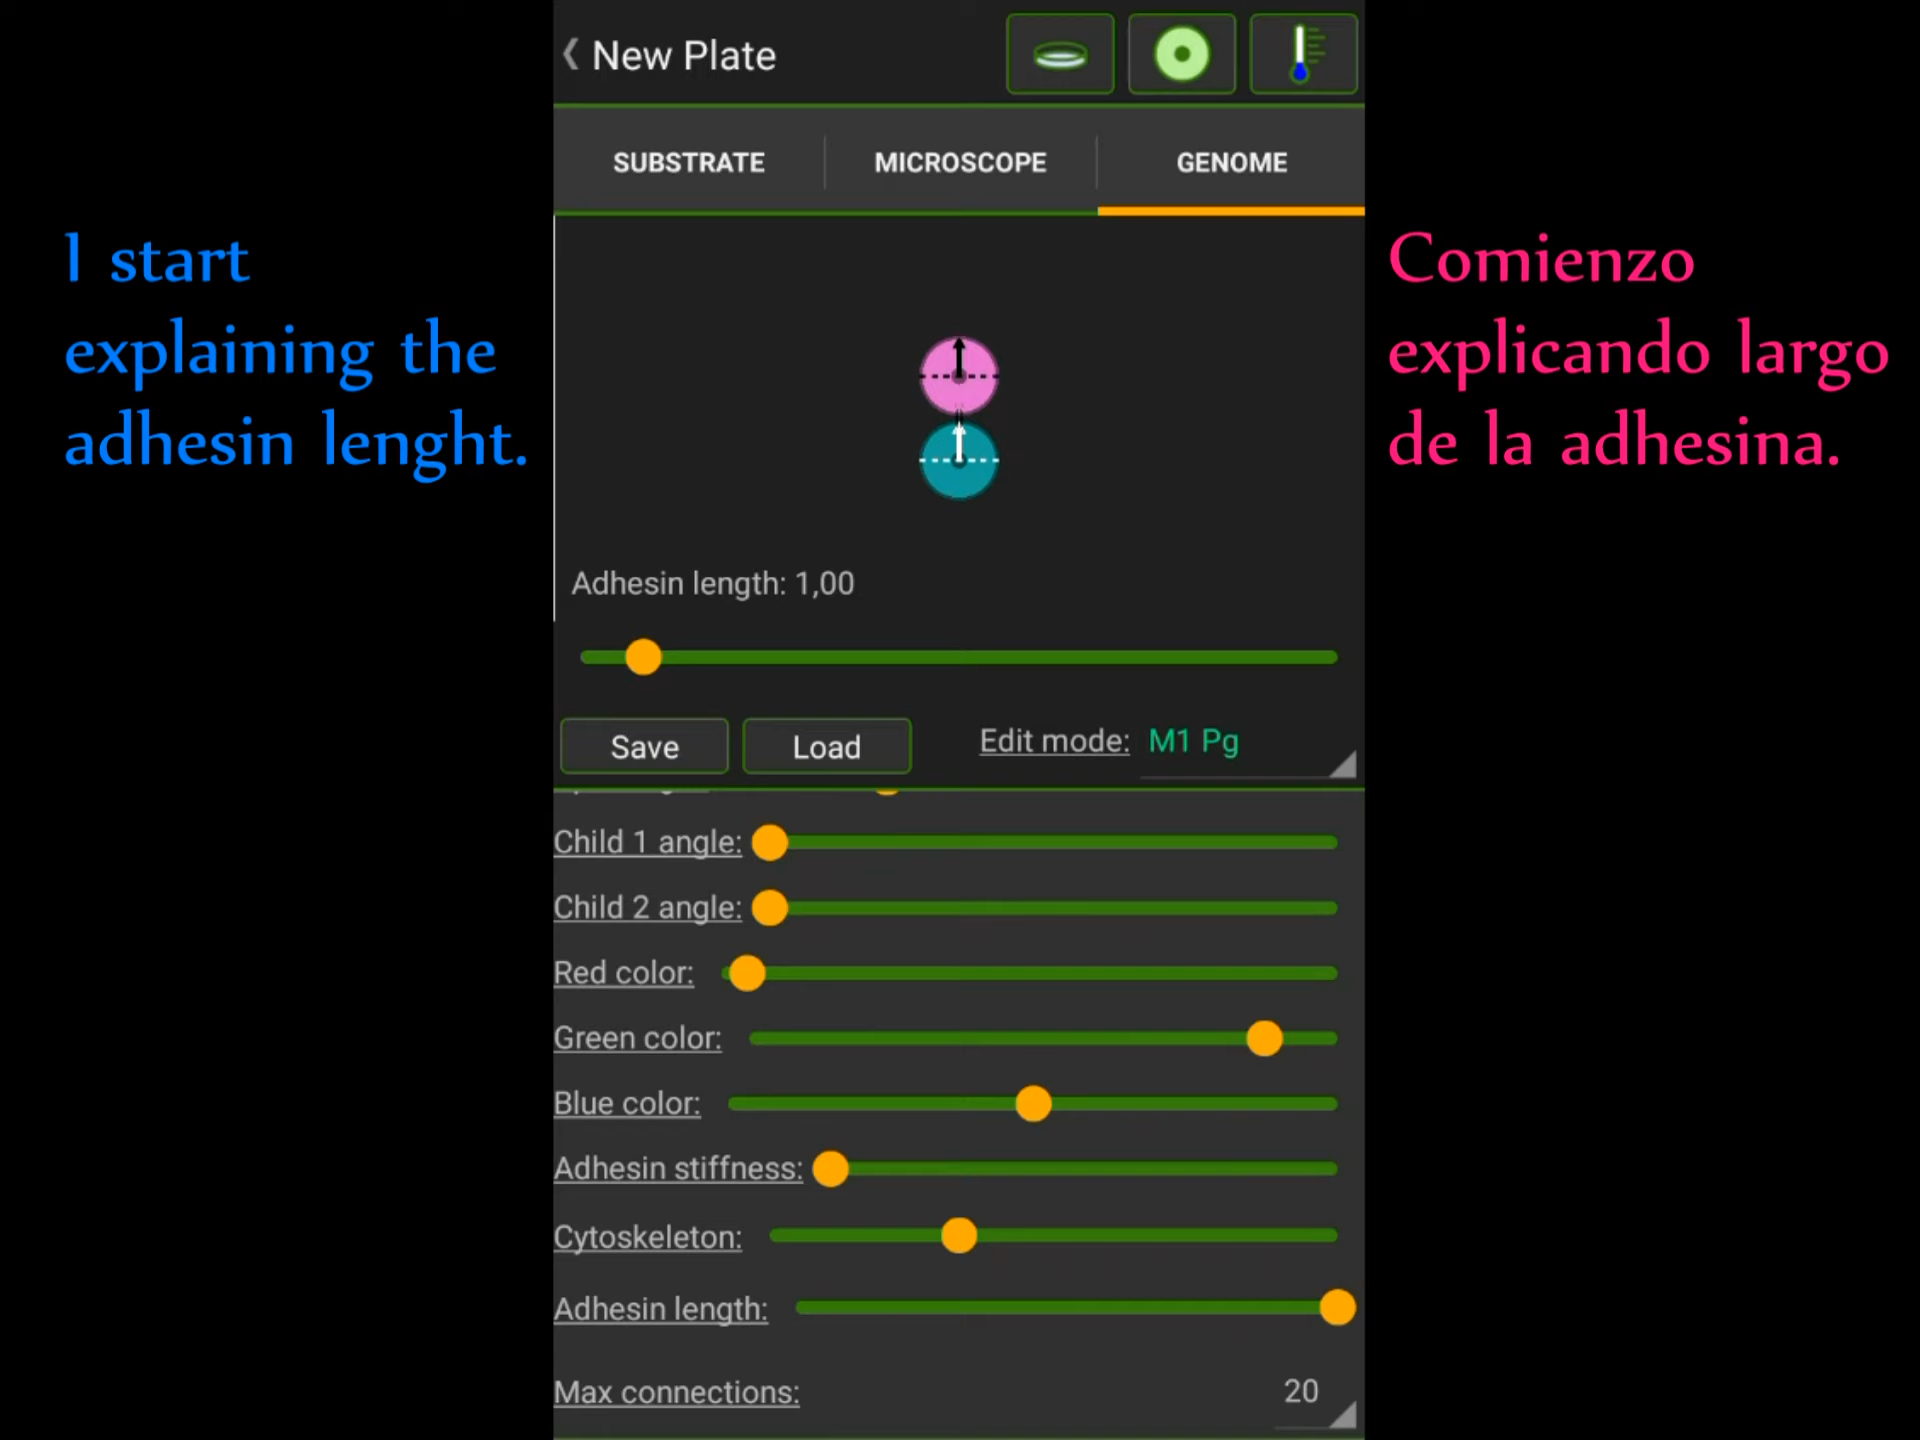 New Plate
SUBSTRATE
MICROSCOPE
GENOME
I start
explaining the
adhesin lenght.
Comienzo
explicando largo
de la adhesina.
Adhesin length: 1,00
Save
Load
Edit mode: M1 Pg
Child 1 angle:
Child 2 angle:
Red color:
Green color:
Blue color:
Adhesin stiffness:
Cytoskeleton:
Adhesin length:
Max connections: 20